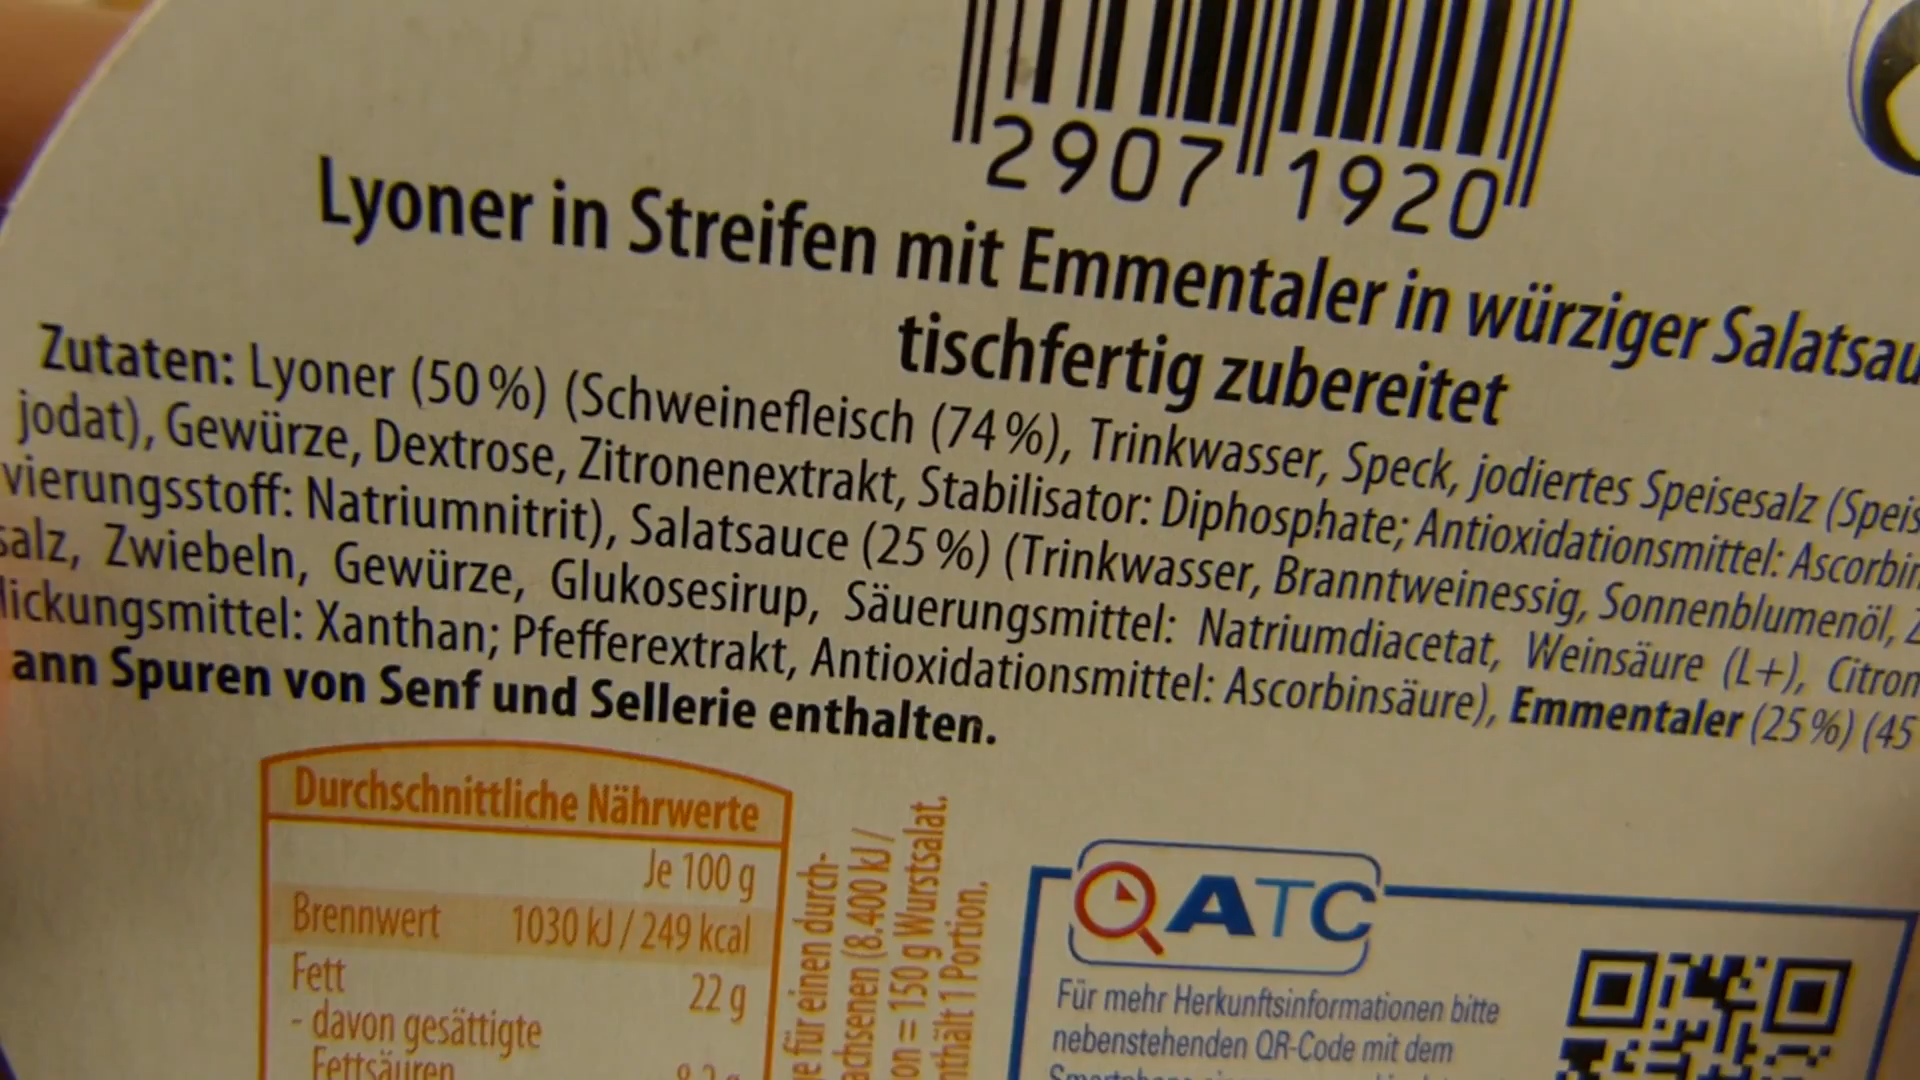 2907 1920
Lyoner in Streifen mit Emmentaler in würziger Salatsau
tischfertig zubereitet
Zutaten: Lyoner (50 %) (Schweinefleisch (74 %), Trinkwasser, Speck, jodiertes Speisesalz (Speis
jodat), Gewürze, Dextrose, Zitronenextrakt, Stabilisator: Diphosphate; Antioxidationsmittel: Ascorbin
vierungsstoff: Natriumnitrit), Salatsauce (25 %) (Trinkwasser, Branntweinessig, Sonnenblumenöl, Z
salz, Zwiebeln, Gewürze, Glukosesirup, Säuerungsmittel: Natriumdiacetat, Weinsäure (L+), Citron
dickungsmittel: Xanthan; Pfefferextrakt, Antioxidationsmittel: Ascorbinsäure), Emmentaler (25 %) (45
ann Spuren von Senf und Sellerie enthalten.
Durchschnittliche Nährwerte
Je 100 g
Brennwert 1030 kJ / 249 kcal
Fett 22 g
- davon gesättigte
Fettsäuren
e für einen durch-
achsenen (8.400 kJ /
on = 150 g Wurstsalat.
nthält 1 Portion.
ATC
Für mehr Herkunftsinformationen bitte
nebenstehenden QR-Code mit dem